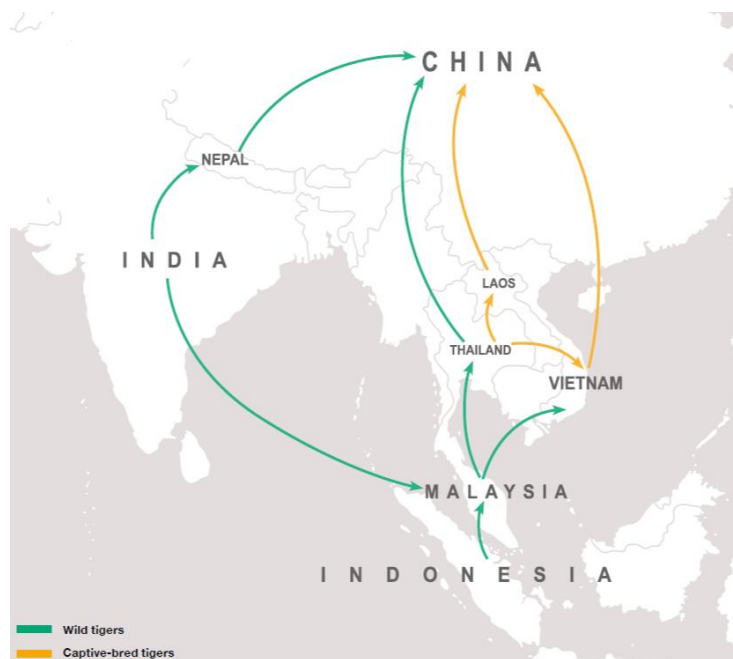 CHINA
NEPAL
INDIA
LAOS
THAILAND
VIETNAM
MALAYSIA
INDONESIA
Wild tigers
Captive-bred tigers